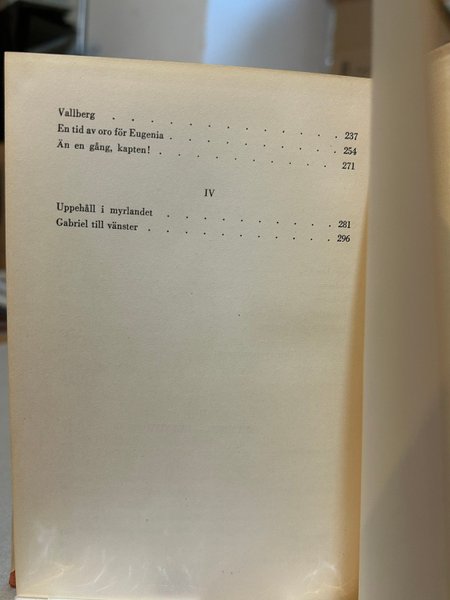 Vallberg . . . . . . . . . . . 237
En tid av oro för Eugenia . . . . . . . 254
Än en gång, kapten! . . . . . . . . 271
IV
Uppehåll i myrlandet . . . . . . . . 281
Gabriel till vänster . . . . . . . . . 296